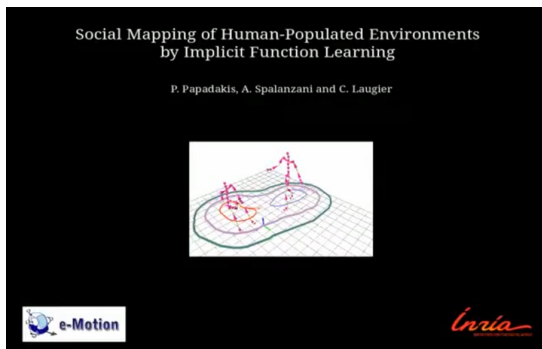 Social Mapping of Human-Populated Environments
by Implicit Function Learning
P. Papadakis, A. Spalanzani and C. Laugier
e-Motion
Inria